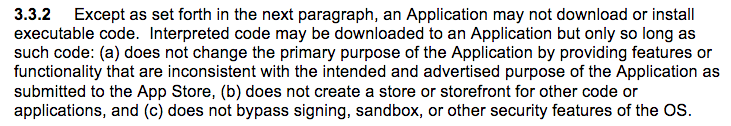 3.3.2 Except as set forth in the next paragraph, an Application may not download or install
executable code. Interpreted code may be downloaded to an Application but only so long as
such code: (a) does not change the primary purpose of the Application by providing features or
functionality that are inconsistent with the intended and advertised purpose of the Application as
submitted to the App Store, (b) does not create a store or storefront for other code or
applications, and (c) does not bypass signing, sandbox, or other security features of the OS.